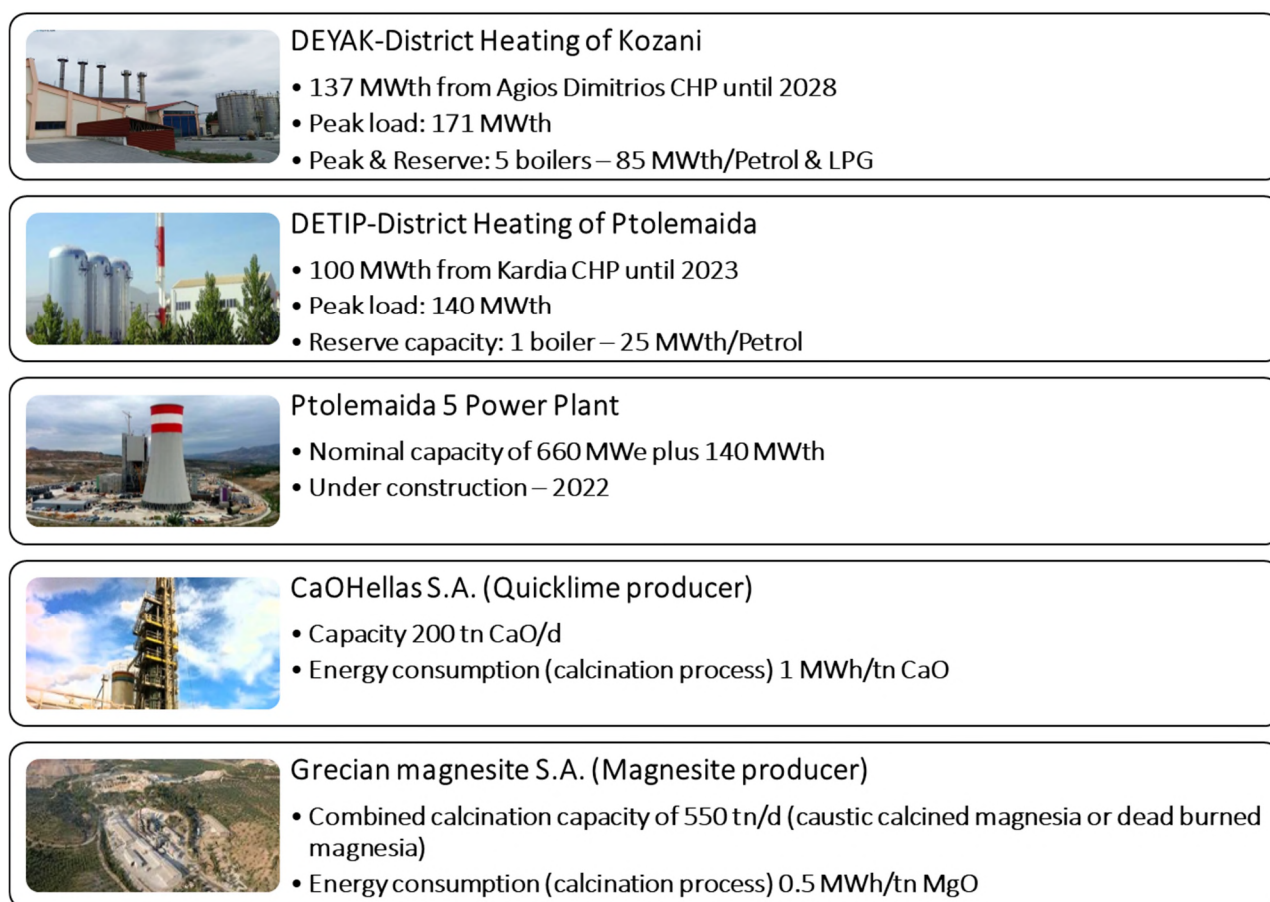 DEYAK-District Heating of Kozani
• 137 MWth from Agios Dimitrios CHP until 2028
• Peak load: 171 MWth
• Peak & Reserve: 5 boilers – 85 MWth/Petrol & LPG
DETIP-District Heating of Ptolemaida
• 100 MWth from Kardia CHP until 2023
• Peak load: 140 MWth
• Reserve capacity: 1 boiler – 25 MWth/Petrol
Ptolemaida 5 Power Plant
• Nominal capacity of 660 MWe plus 140 MWth
• Under construction – 2022
CaOHellas S.A. (Quicklime producer)
• Capacity 200 tn CaO/d
• Energy consumption (calcination process) 1 MWh/tn CaO
Grecian magnesite S.A. (Magnesite producer)
• Combined calcination capacity of 550 tn/d (caustic calcined magnesia or dead burned
magnesia)
• Energy consumption (calcination process) 0.5 MWh/tn MgO